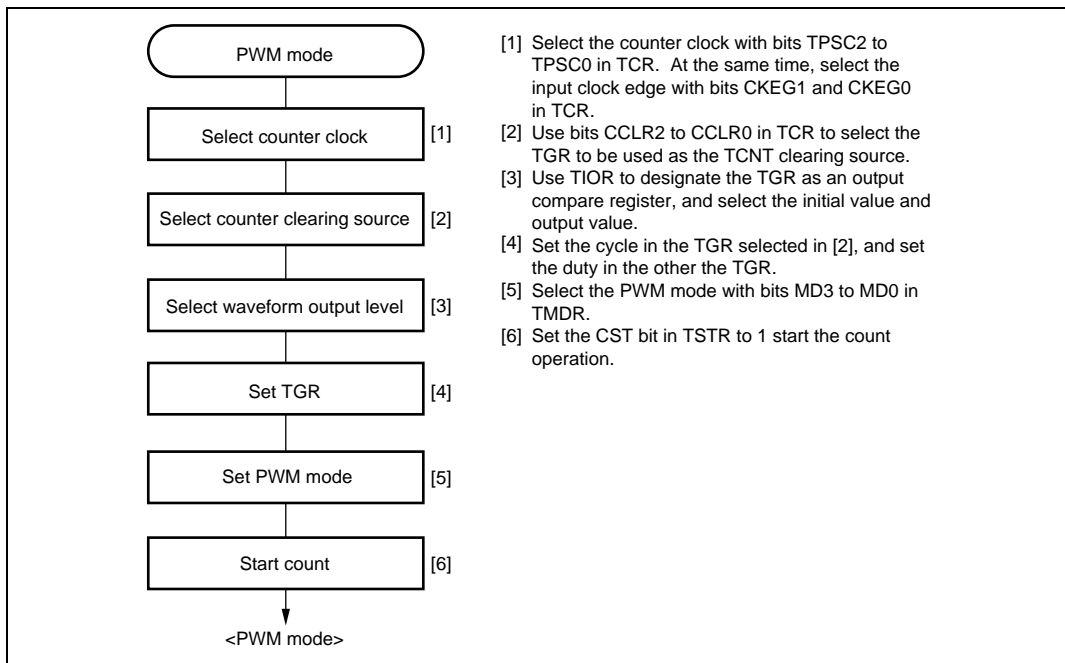 PWM mode
Select counter clock
[1]
Select counter clearing source
[2]
Select waveform output level
[3]
Set TGR
[4]
Set PWM mode
[5]
Start count
[6]
<PWM mode>
[1] Select the counter clock with bits TPSC2 to
TPSC0 in TCR. At the same time, select the
input clock edge with bits CKEG1 and CKEG0
in TCR.
[2] Use bits CCLR2 to CCLR0 in TCR to select the
TGR to be used as the TCNT clearing source.
[3] Use TIOR to designate the TGR as an output
compare register, and select the initial value and
output value.
[4] Set the cycle in the TGR selected in [2], and set
the duty in the other the TGR.
[5] Select the PWM mode with bits MD3 to MD0 in
TMDR.
[6] Set the CST bit in TSTR to 1 start the count
operation.